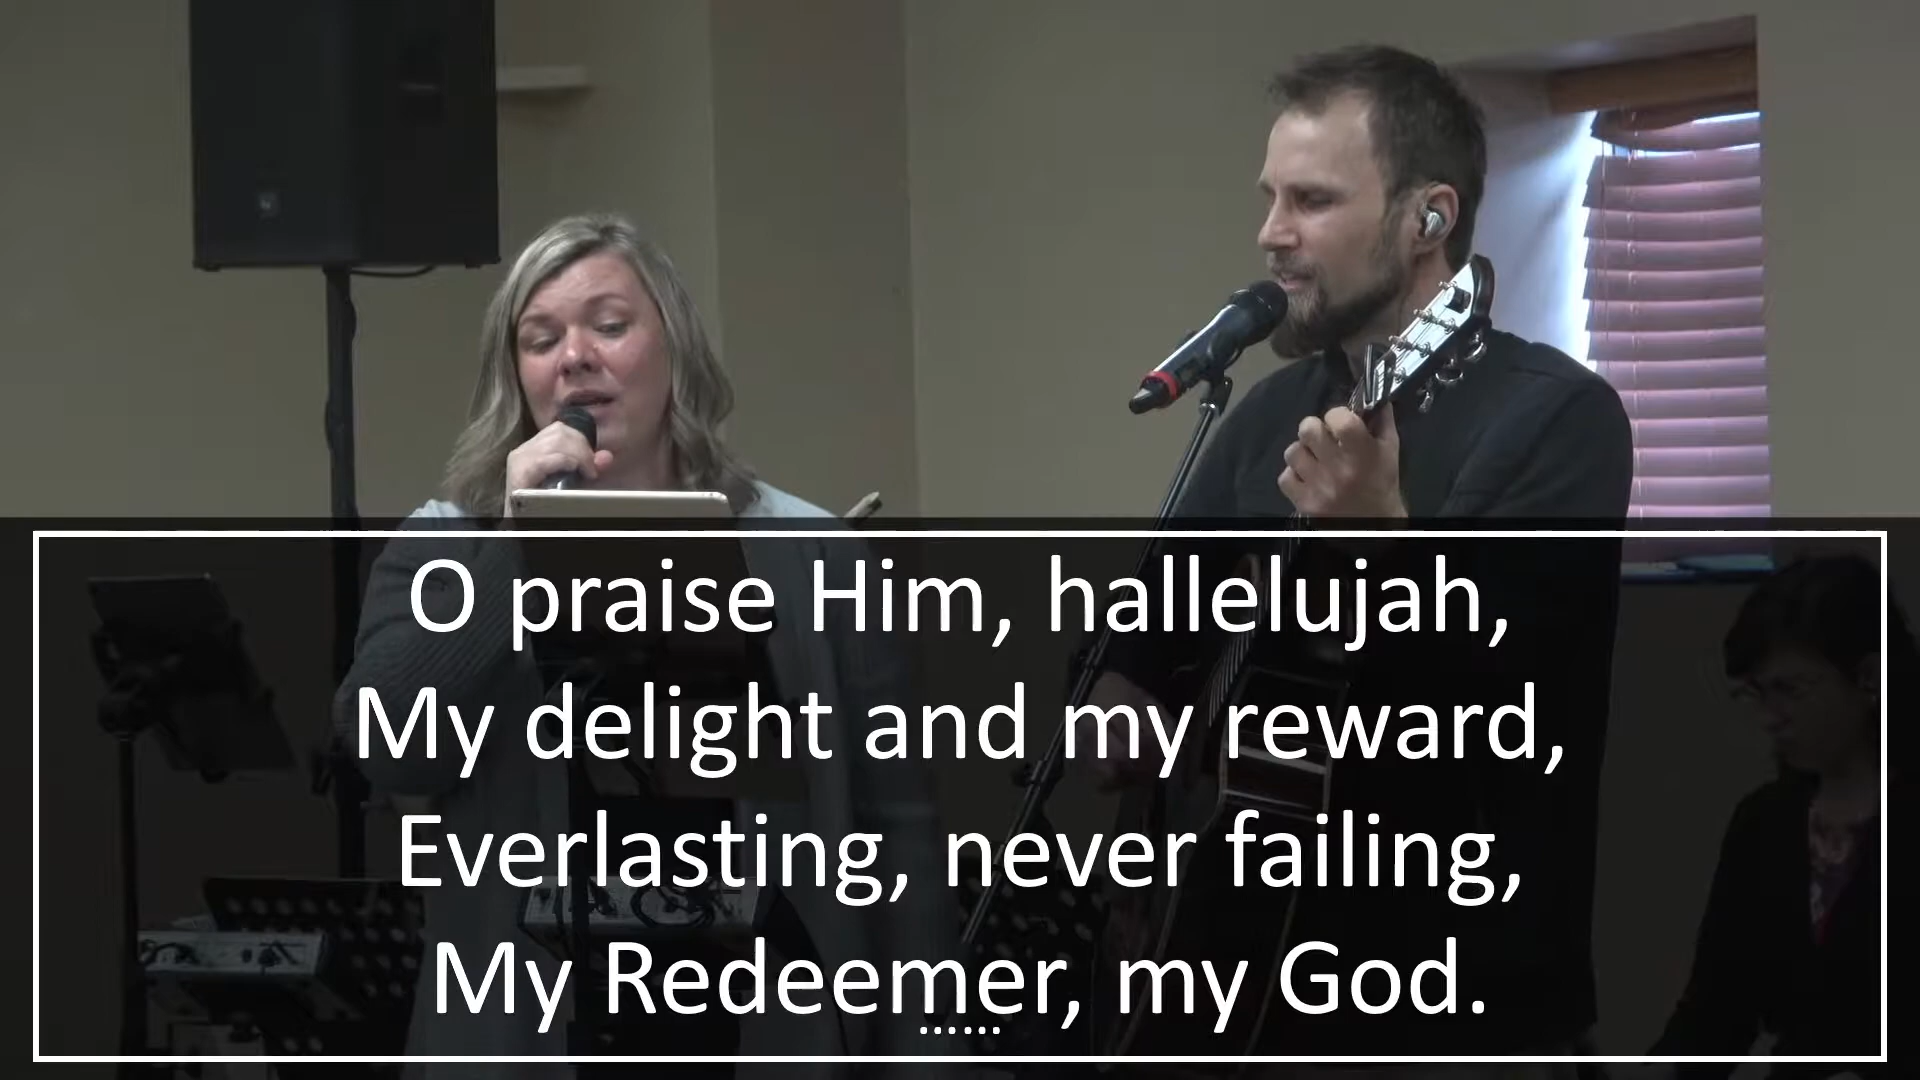 O praise Him, hallelujah,
My delight and my reward,
Everlasting, never failing,
My Redeemer, my God.
......